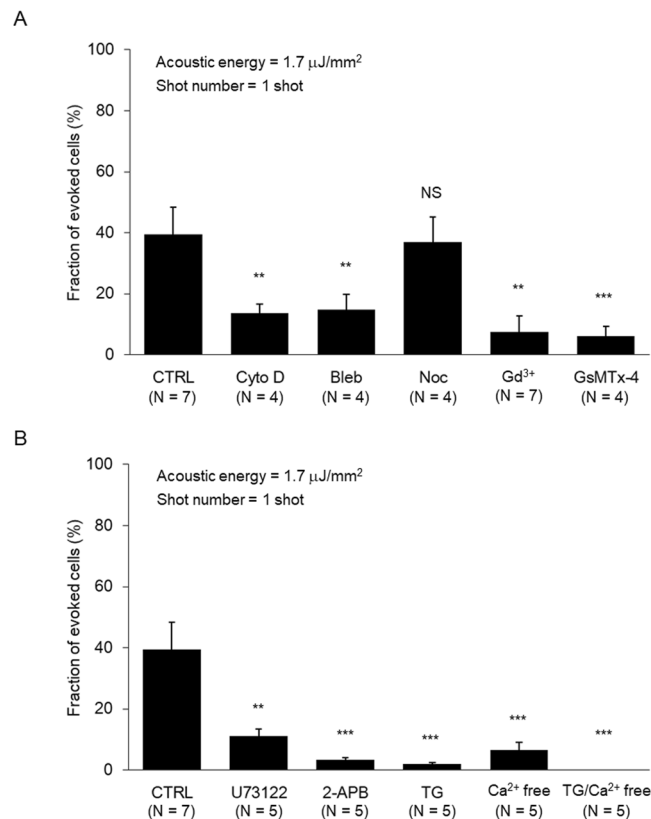 A
Acoustic energy = 1.7 μJ/mm²
Shot number = 1 shot
Fraction of evoked cells (%)
100
80
60
40
20
0
** ** NS ** ***
CTRL Cyto D Bleb Noc Gd³⁺ GsMTx-4
(N = 7) (N = 4) (N = 4) (N = 4) (N = 7) (N = 4)
B
Acoustic energy = 1.7 μJ/mm²
Shot number = 1 shot
Fraction of evoked cells (%)
100
80
60
40
20
0
** *** *** *** ***
CTRL U73122 2-APB TG Ca²⁺ free TG/Ca²⁺ free
(N = 7) (N = 5) (N = 5) (N = 5) (N = 5) (N = 5)